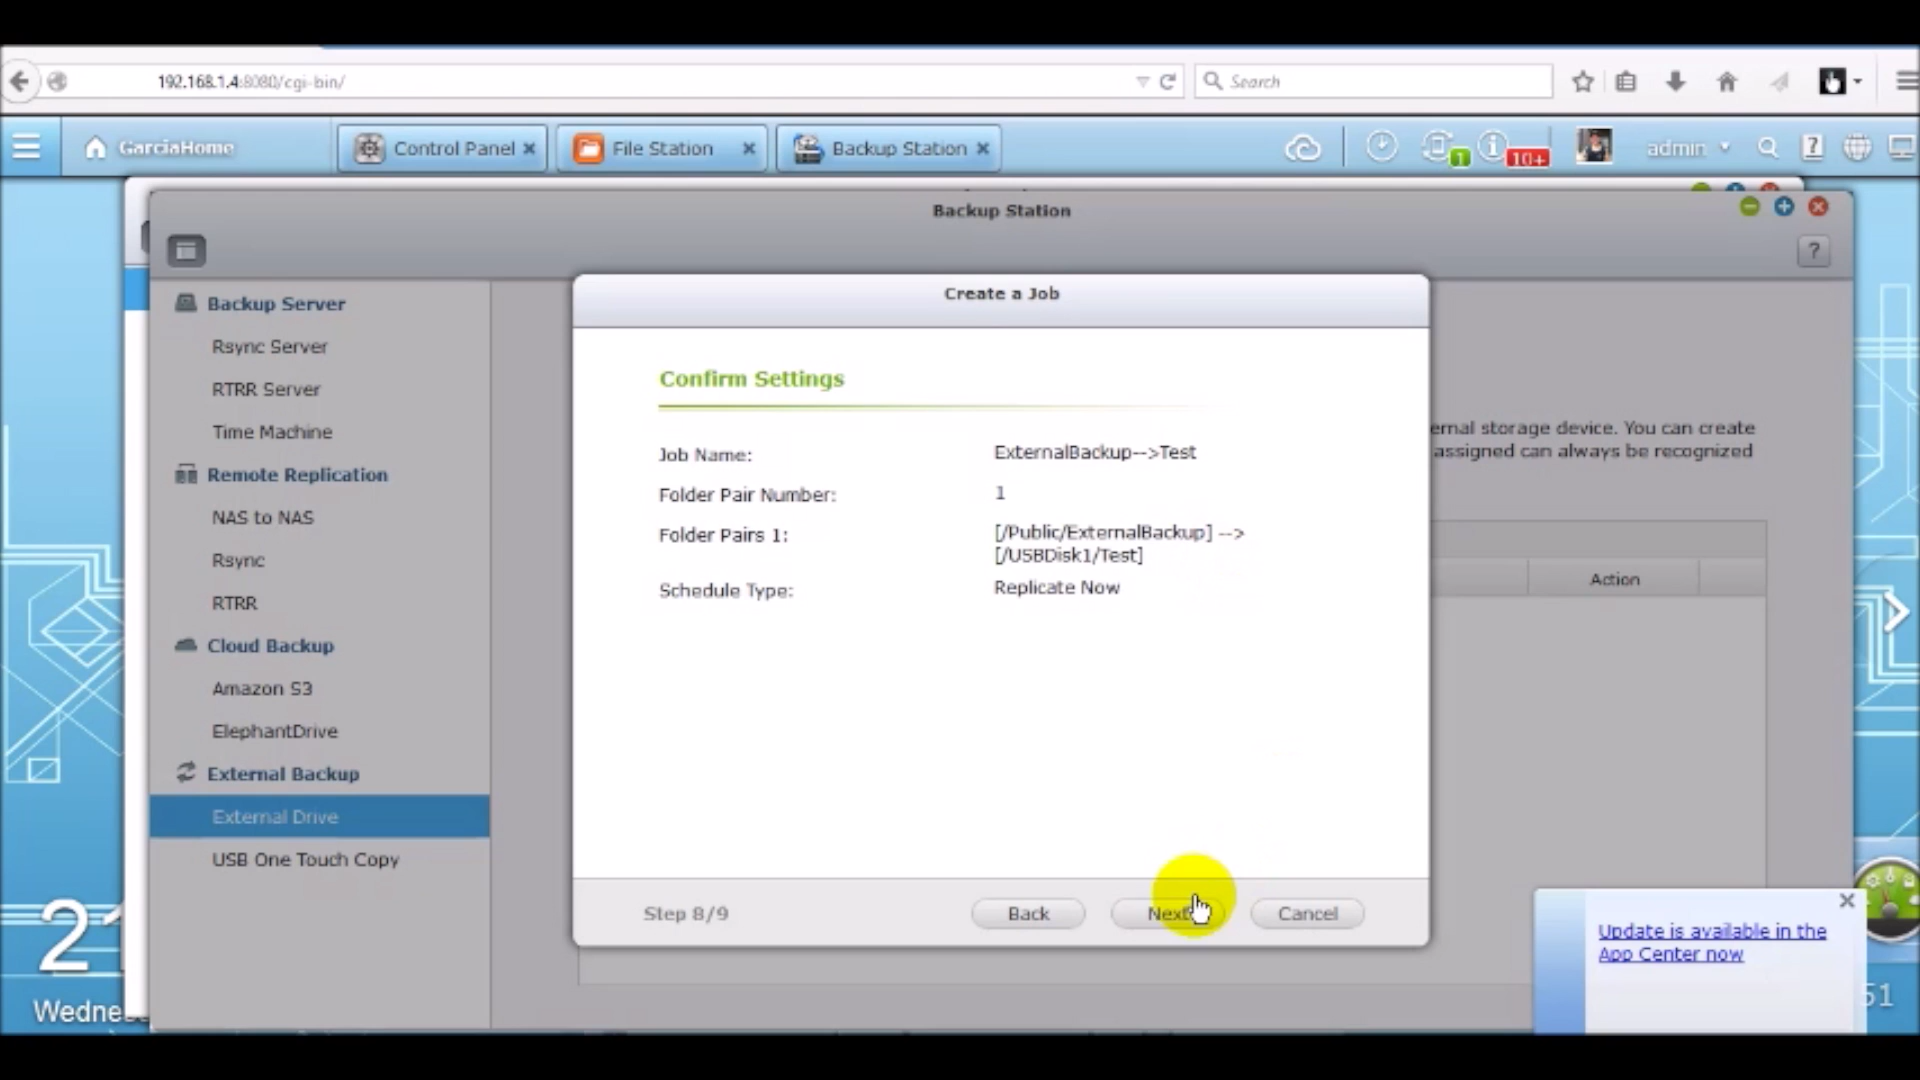 192.168.1.4:8080/cgi-bin/
Search
GarciaHome
Control Panel
File Station
Backup Station
1
10+
admin
?
Backup Station
?
Backup Server
Rsync Server
RTRR Server
Time Machine
Remote Replication
NAS to NAS
Rsync
RTRR
Cloud Backup
Amazon S3
ElephantDrive
External Backup
External Drive
USB One Touch Copy
Create a Job
Confirm Settings
Job Name: ExternalBackup-->Test
Folder Pair Number: 1
Folder Pairs 1: [/Public/ExternalBackup] -->
[/USBDisk1/Test]
Schedule Type: Replicate Now
Step 8/9
Back
Next
Cancel
storage device. You can create
assigned can always be recognized
Action
Update is available in the
App Center now
51